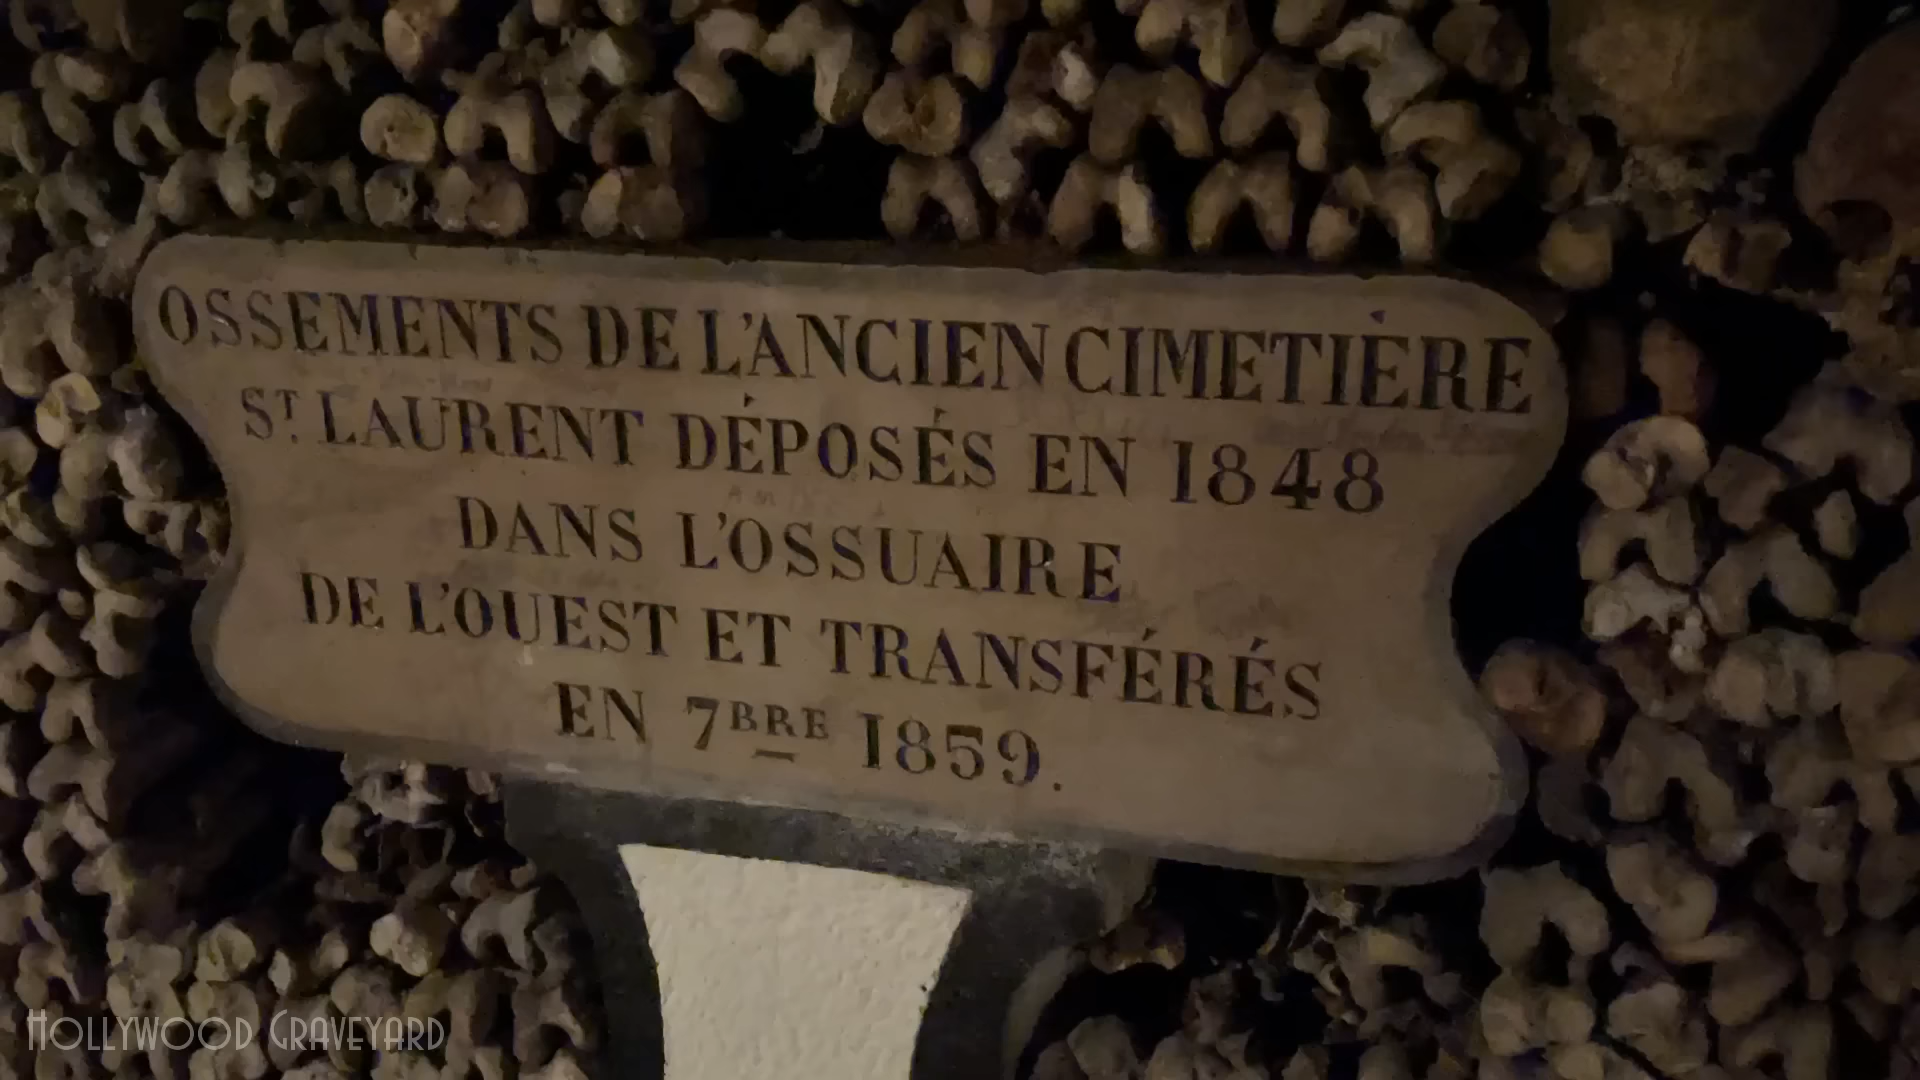 OSSEMENTS DE L'ANCIEN CIMETIÈRE
ST. LAURENT DÉPOSÉS EN 1848
DANS L'OSSUAIRE
DE L'OUEST ET TRANSFÉRÉS
EN 7BRE 1859.
HOLLYWOOD GRAVEYARD